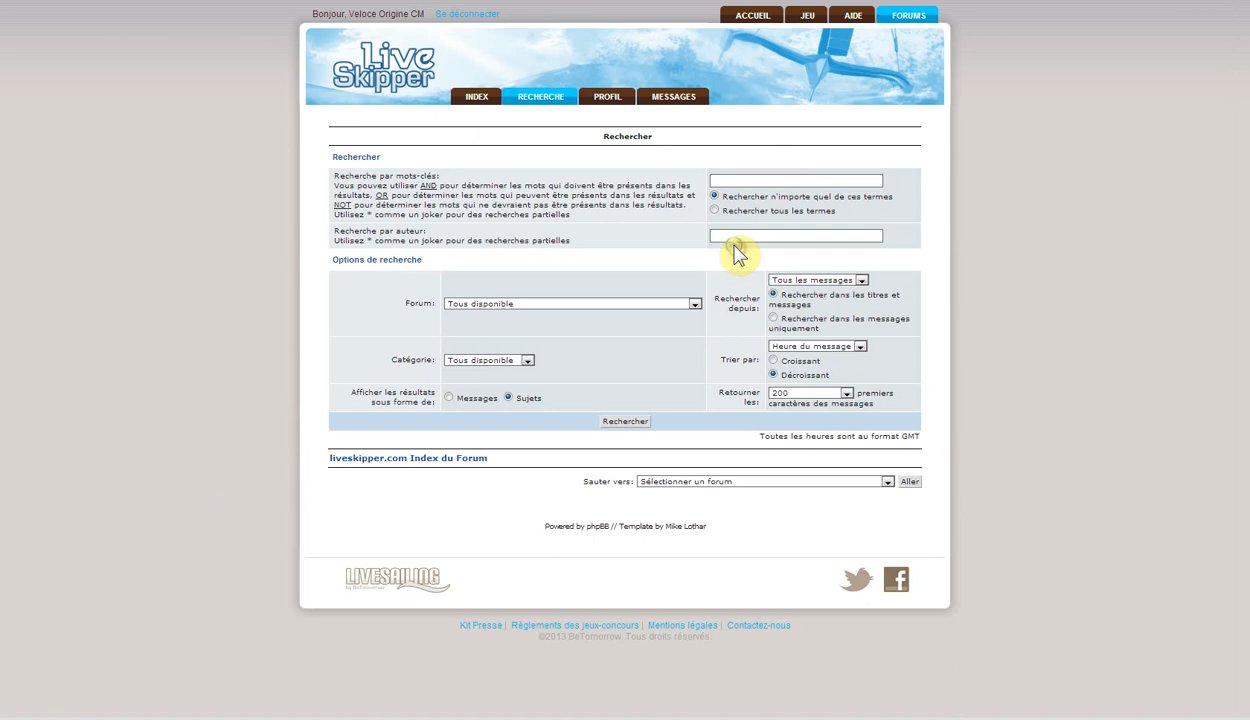 Bonjour, Veloce Origine CM Se déconnecter
ACCUEIL JEU AIDE FORUMS
Live
Skipper
INDEX RECHERCHE PROFIL MESSAGES
Rechercher
Rechercher
Recherche par mots-clés:
Vous pouvez utiliser AND pour déterminer les mots qui doivent être présents dans les
résultats, OR pour déterminer les mots qui peuvent être présents dans les résultats et
NOT pour déterminer les mots qui ne devraient pas être présents dans les résultats.
Utilisez * comme un joker pour des recherches partielles
Rechercher n'importe quel de ces termes
Rechercher tous les termes
Recherche par auteur:
Utilisez * comme un joker pour des recherches partielles
Options de recherche
Forum: Tous disponible
Rechercher
depuis:
Tous les messages
Rechercher dans les titres et
messages
Rechercher dans les messages
uniquement
Catégorie: Tous disponible
Trier par:
Heure du message
Croissant
Décroissant
Afficher les résultats
sous forme de:
Messages Sujets
Retourner
les:
200 premiers
caractères des messages
Rechercher
Toutes les heures sont au format GMT
liveskipper.com Index du Forum
Sauter vers: Sélectionner un forum Aller
Powered by phpBB // Template by Mike Lothar
LIVESAILING
by BeTomorrow
Kit Presse | Règlements des jeux-concours | Mentions légales | Contactez-nous
©2013 BeTomorrow. Tous droits réservés.